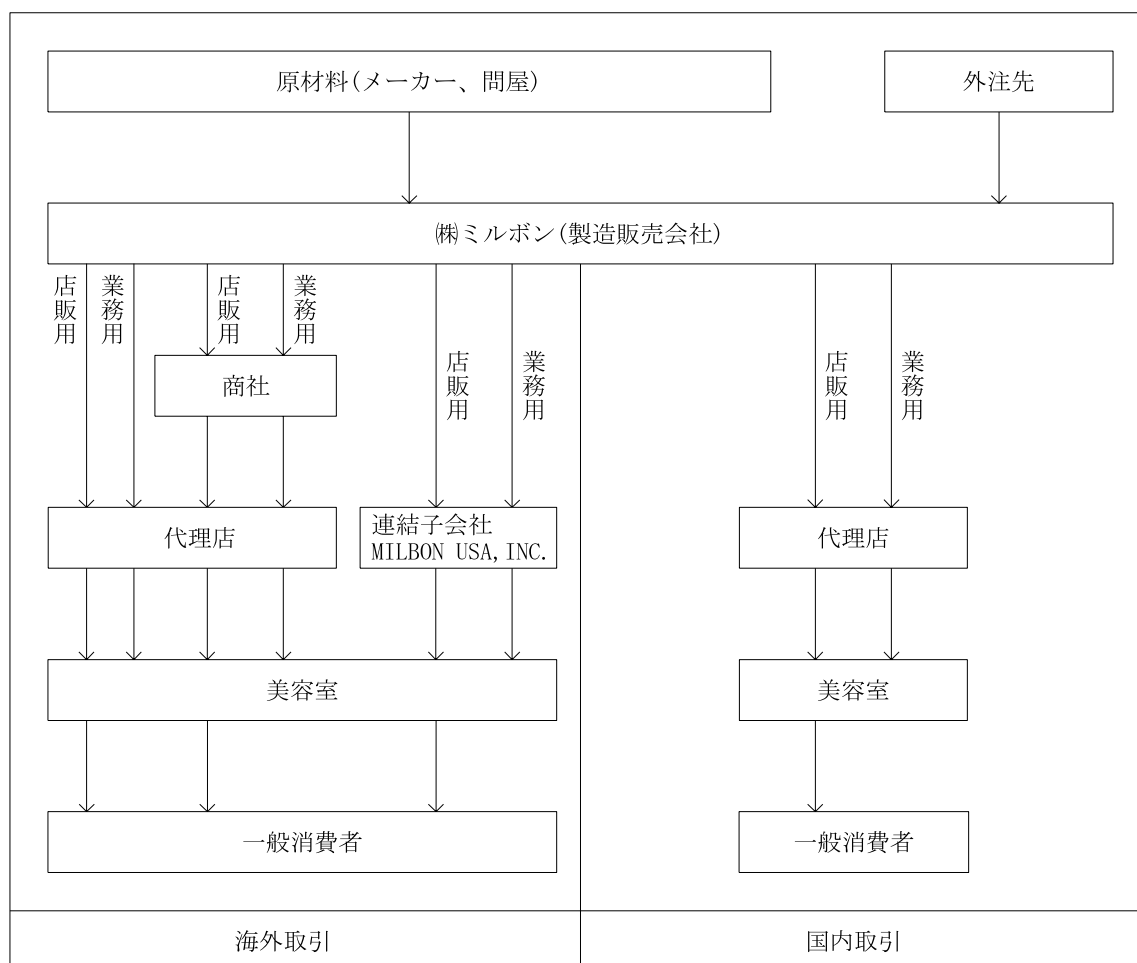 原材料(メーカー、問屋)
外注先
㈱ミルボン(製造販売会社)
店販用
業務用
店販用
業務用
店販用
業務用
店販用
業務用
商社
代理店
連結子会社
MILBON USA,INC.
代理店
美容室
美容室
一般消費者
一般消費者
海外取引
国内取引